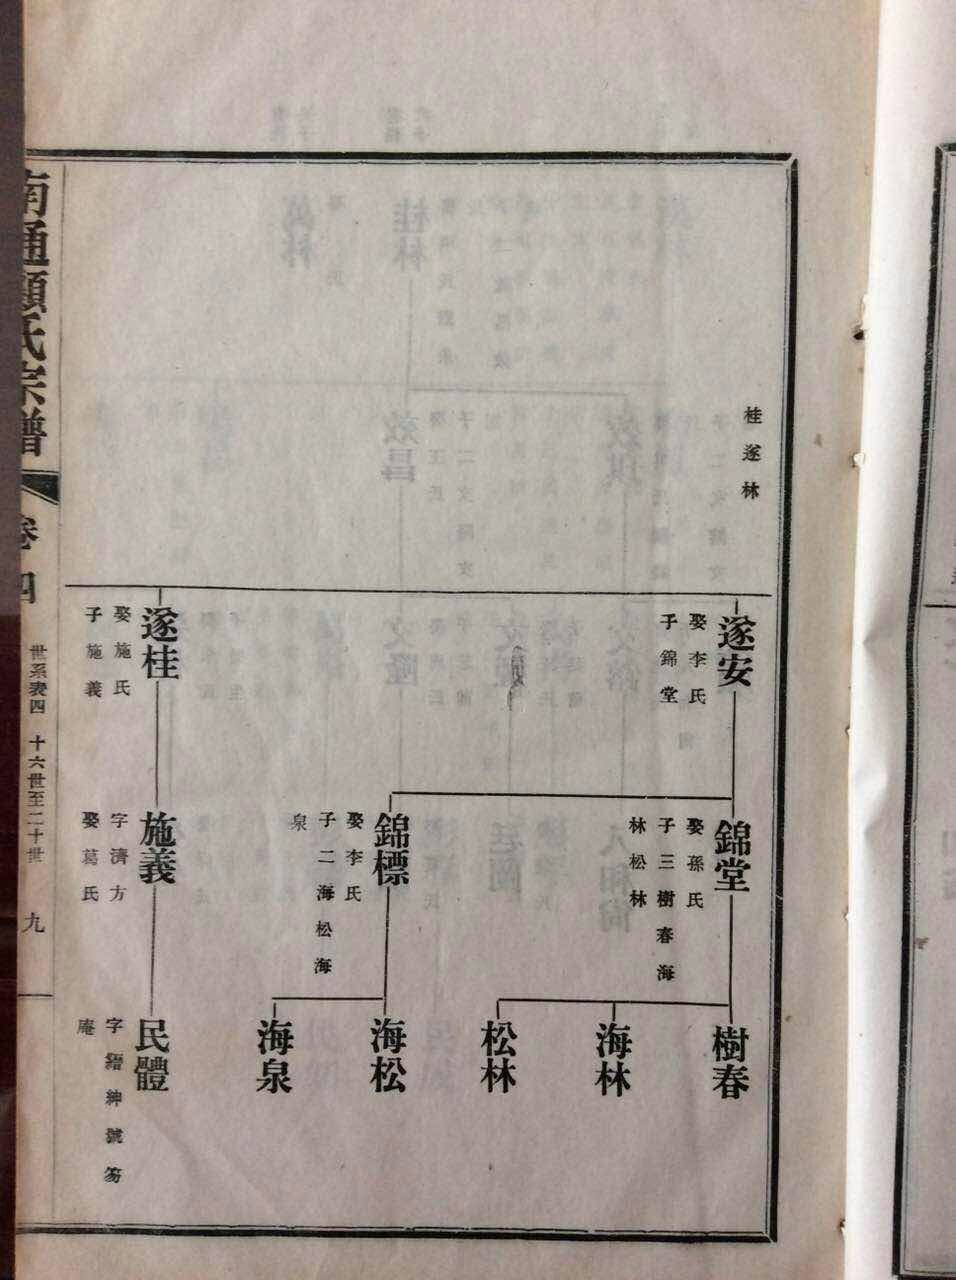 桂遂林
遂安
娶李氏
子錦堂
遂桂
娶施氏
子施義
錦堂
娶孫氏
子三樹春海
林松林
錦標
娶李氏
子二海松海
泉
施義
字濟方
娶葛氏
樹春
海林
松林
海松
海泉
民體
字縉紳號芴
庵
南通顧氏宗譜
卷四
世系表四 十六世至二十世
九